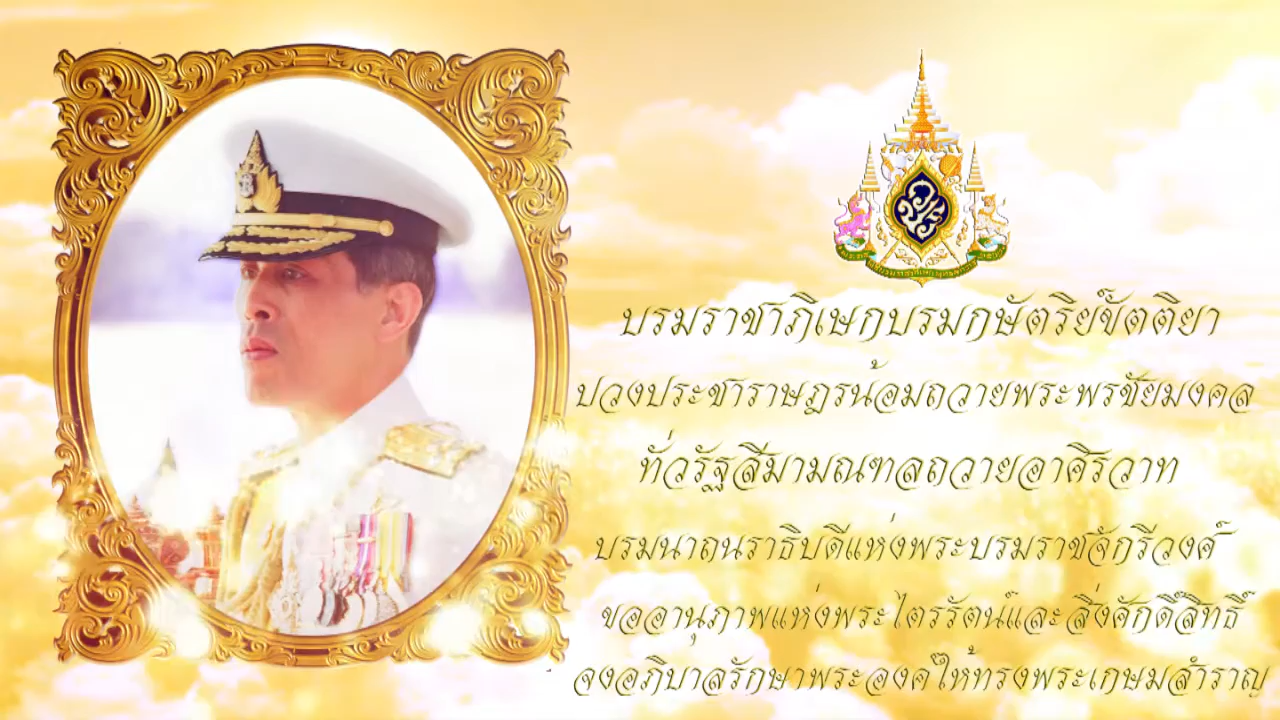 บรมราชาภิเษกบรมกษัตริย์ขัตติยา
ปวงประชาราษฎรน้อมถวายพระพรชัยมงคล
ทั่วรัฐสีมามณฑลถวายอาศิรวาท
บรมนาถนราธิบดีแห่งพระบรมราชจักรีวงศ์
ขออานุภาพแห่งพระไตรรัตน์และสิ่งศักดิ์สิทธิ์
จงอภิบาลรักษาพระองค์ให้ทรงพระเกษมสำราญ